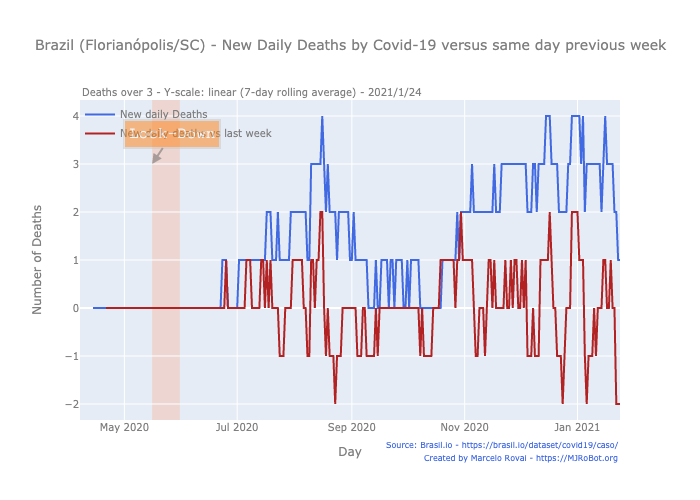 Brazil (Florianópolis/SC) - New Daily Deaths by Covid-19 versus same day previous week
Deaths over 3 - Y-scale: linear (7-day rolling average) - 2021/1/24
New daily Deaths
New daily deaths vs last week
Lock-Down
4
3
2
1
0
−1
−2
Number of Deaths
May 2020
Jul 2020
Sep 2020
Nov 2020
Jan 2021
Day
Source: Brasil.io - https://brasil.io/dataset/covid19/caso/
Created by Marcelo Rovai - https://MJRoBot.org